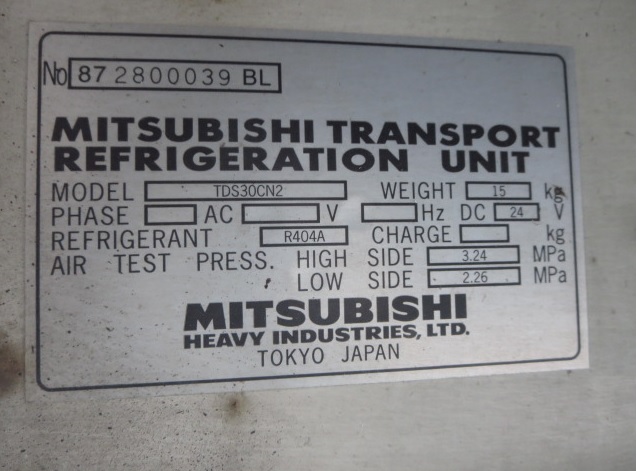 No 87 2800039 BL
MITSUBISHI TRANSPORT
REFRIGERATION UNIT
MODEL TDS30CN2 WEIGHT 15 kg
PHASE AC V Hz DC 24 V
REFRIGERANT R404A CHARGE kg
AIR TEST PRESS. HIGH SIDE 3.24 MPa
LOW SIDE 2.26 MPa
MITSUBISHI
HEAVY INDUSTRIES, LTD.
TOKYO JAPAN